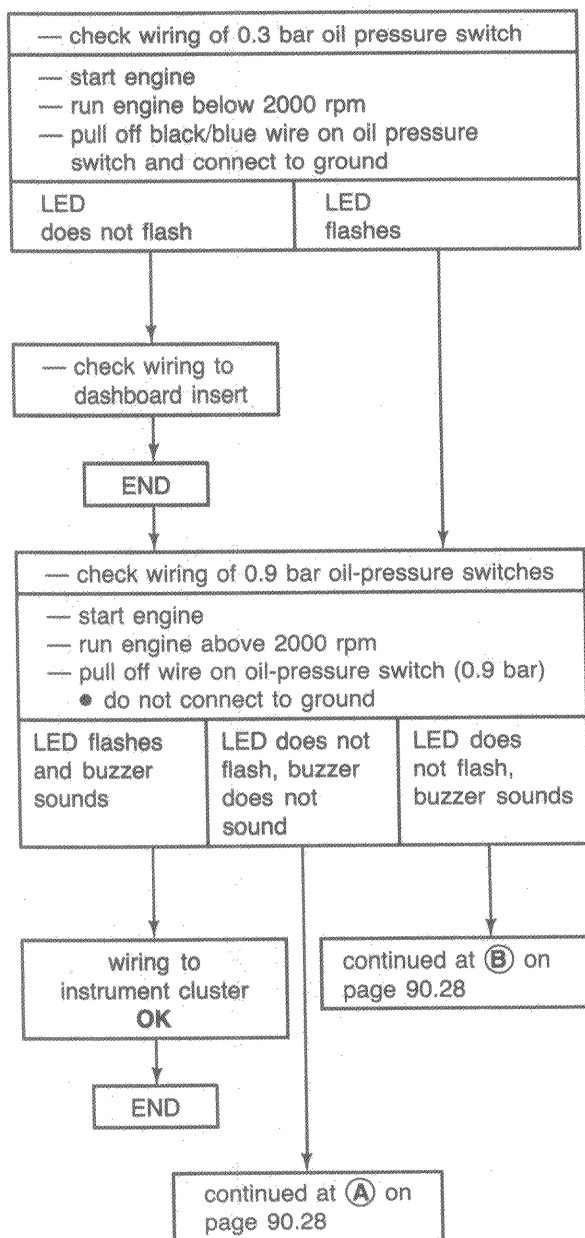 — check wiring of 0.3 bar oil pressure switch
— start engine
— run engine below 2000 rpm
— pull off black/blue wire on oil pressure
switch and connect to ground
LED
does not flash
LED
flashes
— check wiring to
dashboard insert
END
— check wiring of 0.9 bar oil-pressure switches
— start engine
— run engine above 2000 rpm
— pull off wire on oil-pressure switch (0.9 bar)
● do not connect to ground
LED flashes
and buzzer
sounds
LED does not
flash, buzzer
does not
sound
LED does
not flash,
buzzer sounds
wiring to
instrument cluster
OK
END
continued at Ⓑ on
page 90.28
continued at Ⓐ on
page 90.28